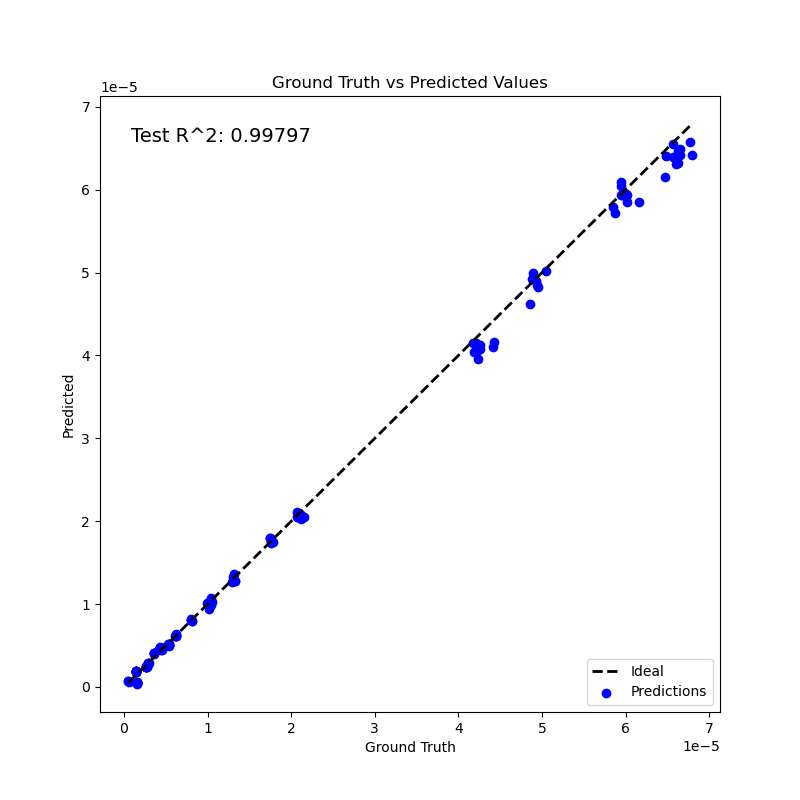 Ground Truth vs Predicted Values
1e−5
7
Test R^2: 0.99797
6
5
4
Predicted
3
2
1
0
Ideal
Predictions
0 1 2 3 4 5 6 7
Ground Truth
1e−5